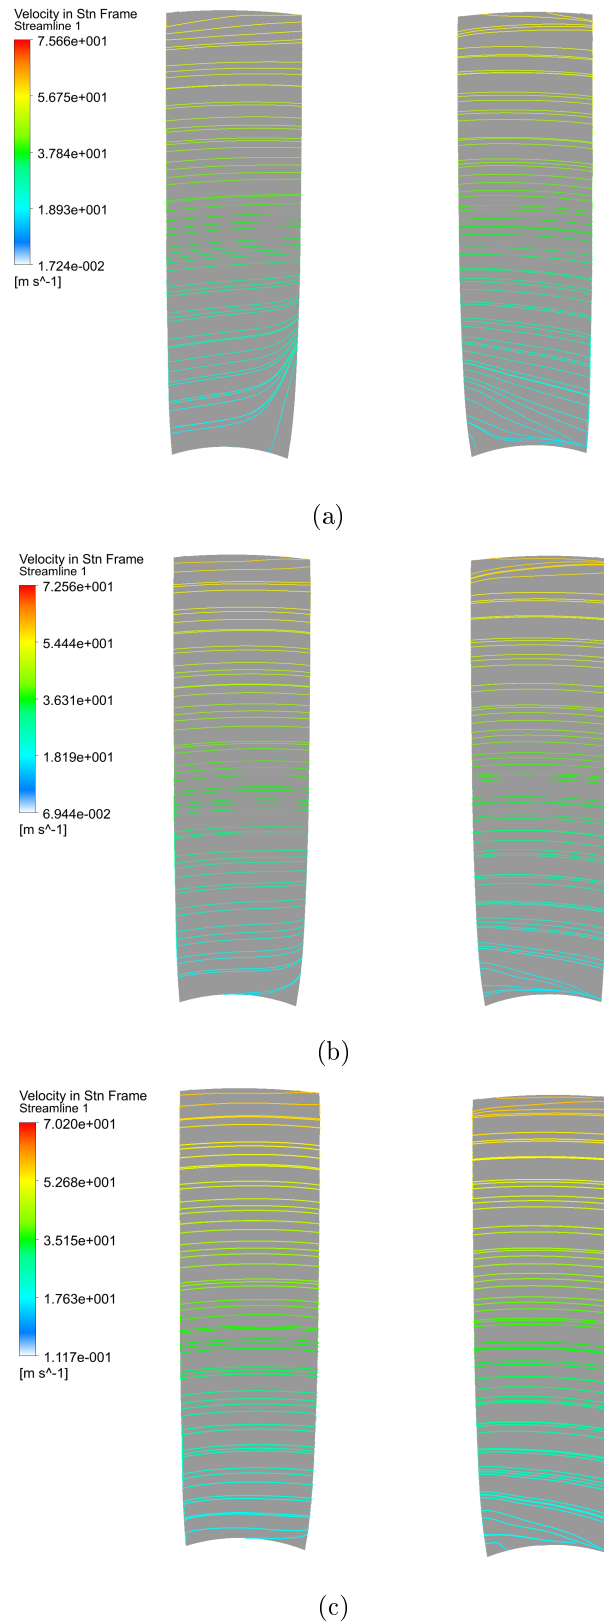 Velocity in Stn Frame
Streamline 1
7.566e+001
5.675e+001
3.784e+001
1.893e+001
1.724e-002
[m s^-1]
(a)
Velocity in Stn Frame
Streamline 1
7.256e+001
5.444e+001
3.631e+001
1.819e+001
6.944e-002
[m s^-1]
(b)
Velocity in Stn Frame
Streamline 1
7.020e+001
5.268e+001
3.515e+001
1.763e+001
1.117e-001
[m s^-1]
(c)